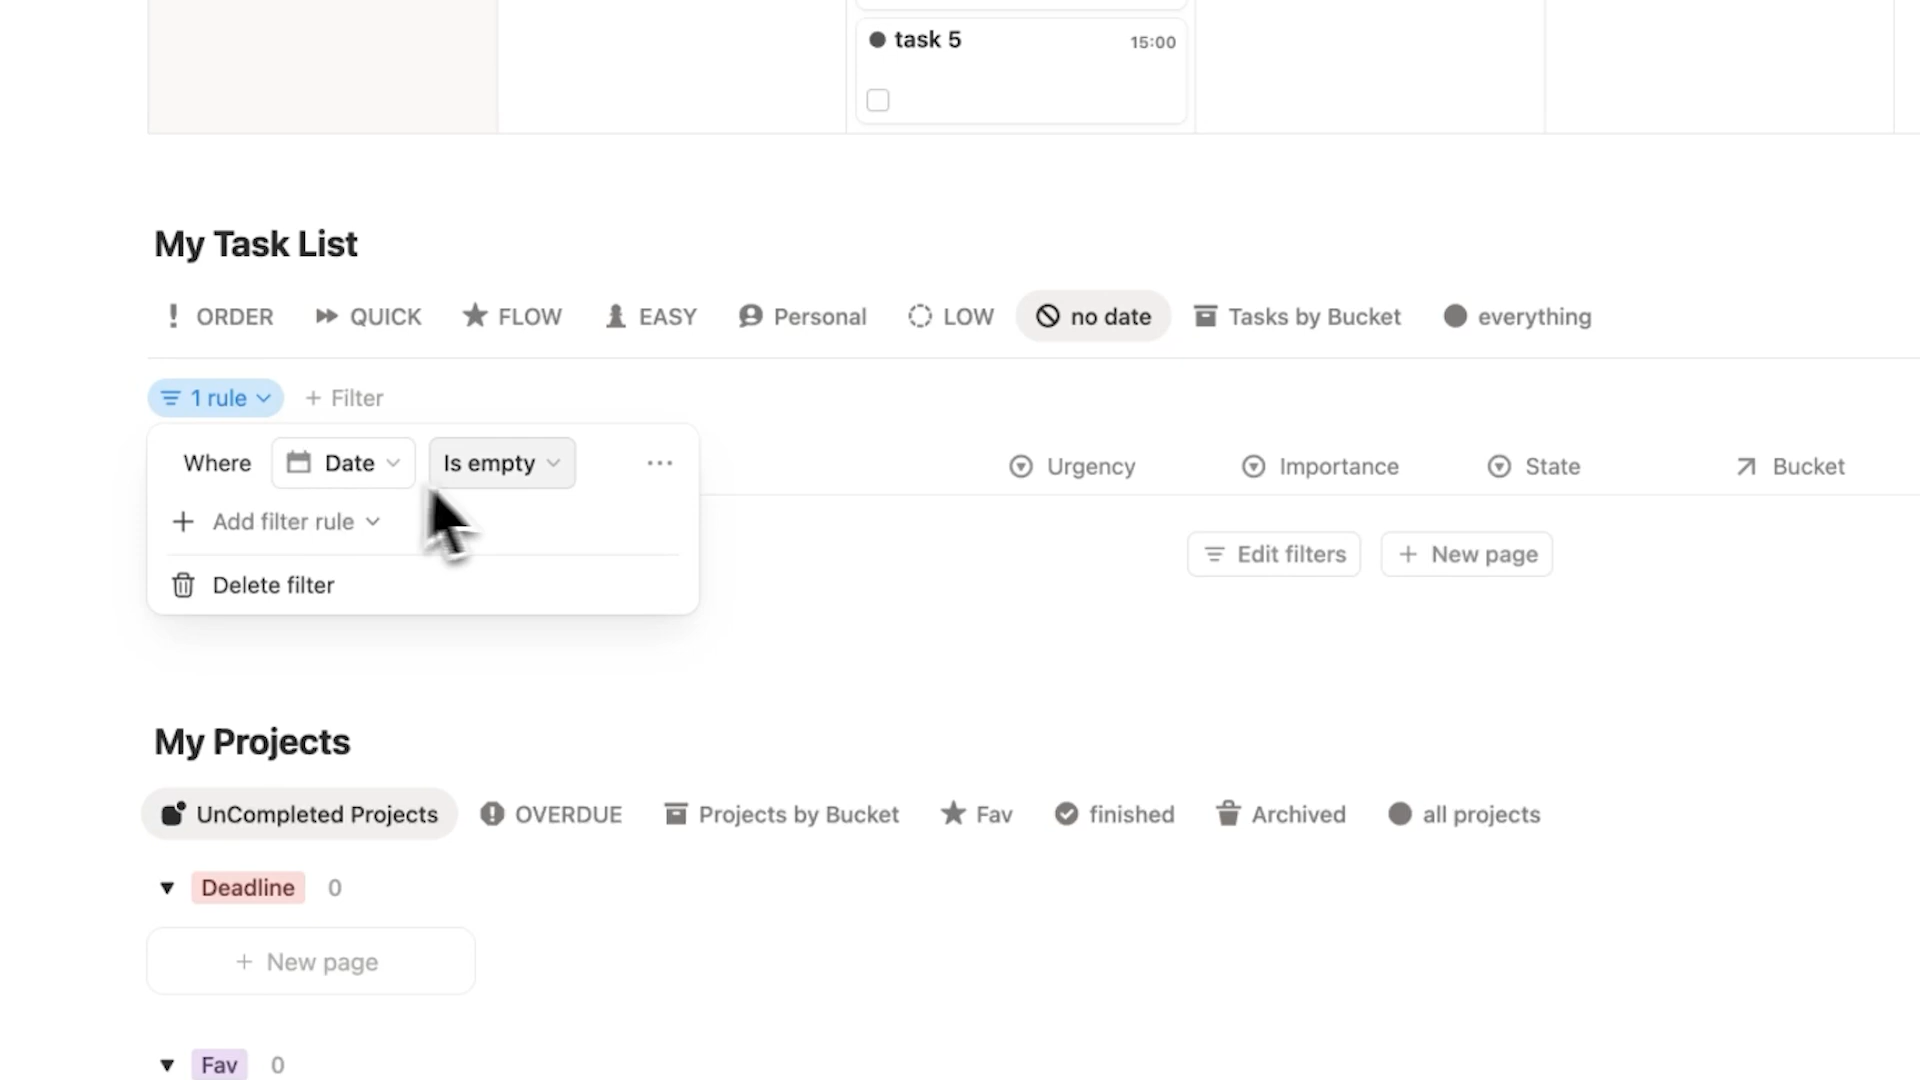 task 5 15:00
My Task List
ORDER QUICK FLOW EASY Personal LOW no date Tasks by Bucket everything
1 rule + Filter
Where Date Is empty ...
Urgency Importance State Bucket
+ Add filter rule
Edit filters + New page
Delete filter
My Projects
UnCompleted Projects OVERDUE Projects by Bucket Fav finished Archived all projects
Deadline 0
+ New page
Fav 0